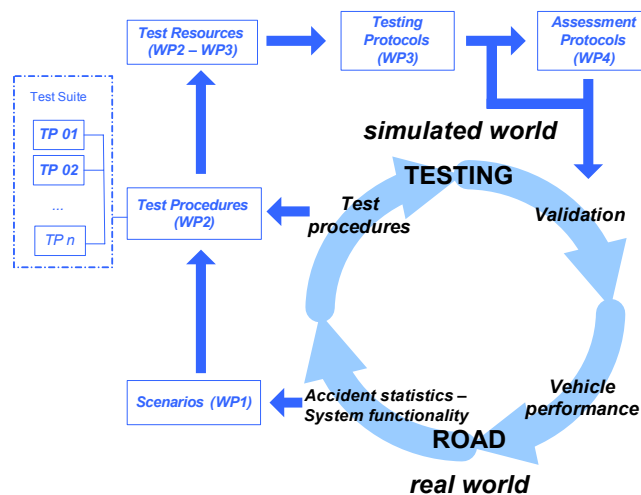 Test Resources
(WP2 – WP3)
Testing
Protocols
(WP3)
Assessment
Protocols
(WP4)
Test Suite
TP 01
TP 02
...
TP n
simulated world
TESTING
Test
procedures
Validation
Test Procedures
(WP2)
Scenarios (WP1)
Accident statistics –
System functionality
Vehicle
performance
ROAD
real world